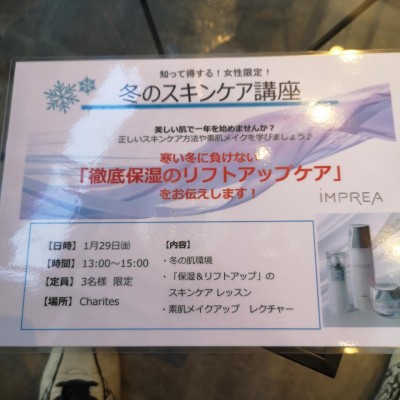 知って得する！女性限定！
冬のスキンケア講座
美しい肌で一年を始めませんか？
正しいスキンケア方法や素肌メイクを学びましょう♪
寒い冬に負けない
「徹底保湿のリフトアップケア」
をお伝えします！
iMPREA
【日時】 1月29日㈮
【時間】 13:00～15:00
【定員】 3名様 限定
【場所】 Charites
【内容】
・冬の肌環境
・「保湿＆リフトアップ」の
スキンケア レッスン
・素肌メイクアップ レクチャー